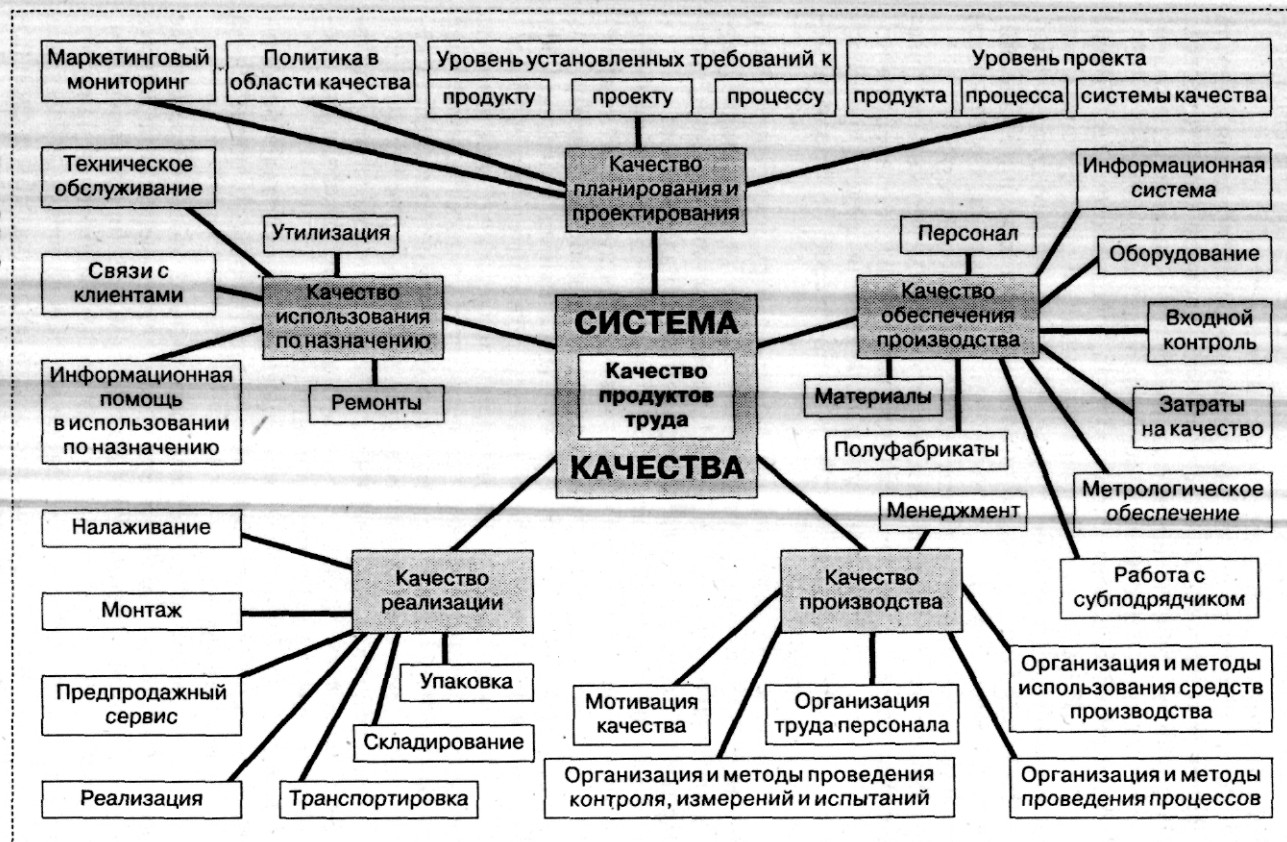 Маркетинговый
мониторинг
Политика в
области качества
Уровень установленных требований к
продукту
проекту
процессу
Уровень проекта
продукта
процесса
системы качества
Техническое
обслуживание
Качество
планирования и
проектирования
Информационная
система
Утилизация
Персонал
Оборудование
Связи с
клиентами
Качество
использования
по назначению
СИСТЕМА
Качество
продуктов
труда
КАЧЕСТВА
Качество
обеспечения
производства
Входной
контроль
Информационная
помощь
в использовании
по назначению
Ремонты
Материалы
Полуфабрикаты
Затраты
на качество
Метрологическое
обеспечение
Менеджмент
Налаживание
Качество
реализации
Качество
производства
Работа с
субподрядчиком
Монтаж
Предпродажный
сервис
Упаковка
Складирование
Реализация
Транспортировка
Мотивация
качества
Организация
труда персонала
Организация и методы
использования средств
производства
Организация и методы проведения
контроля, измерений и испытаний
Организация и методы
проведения процессов